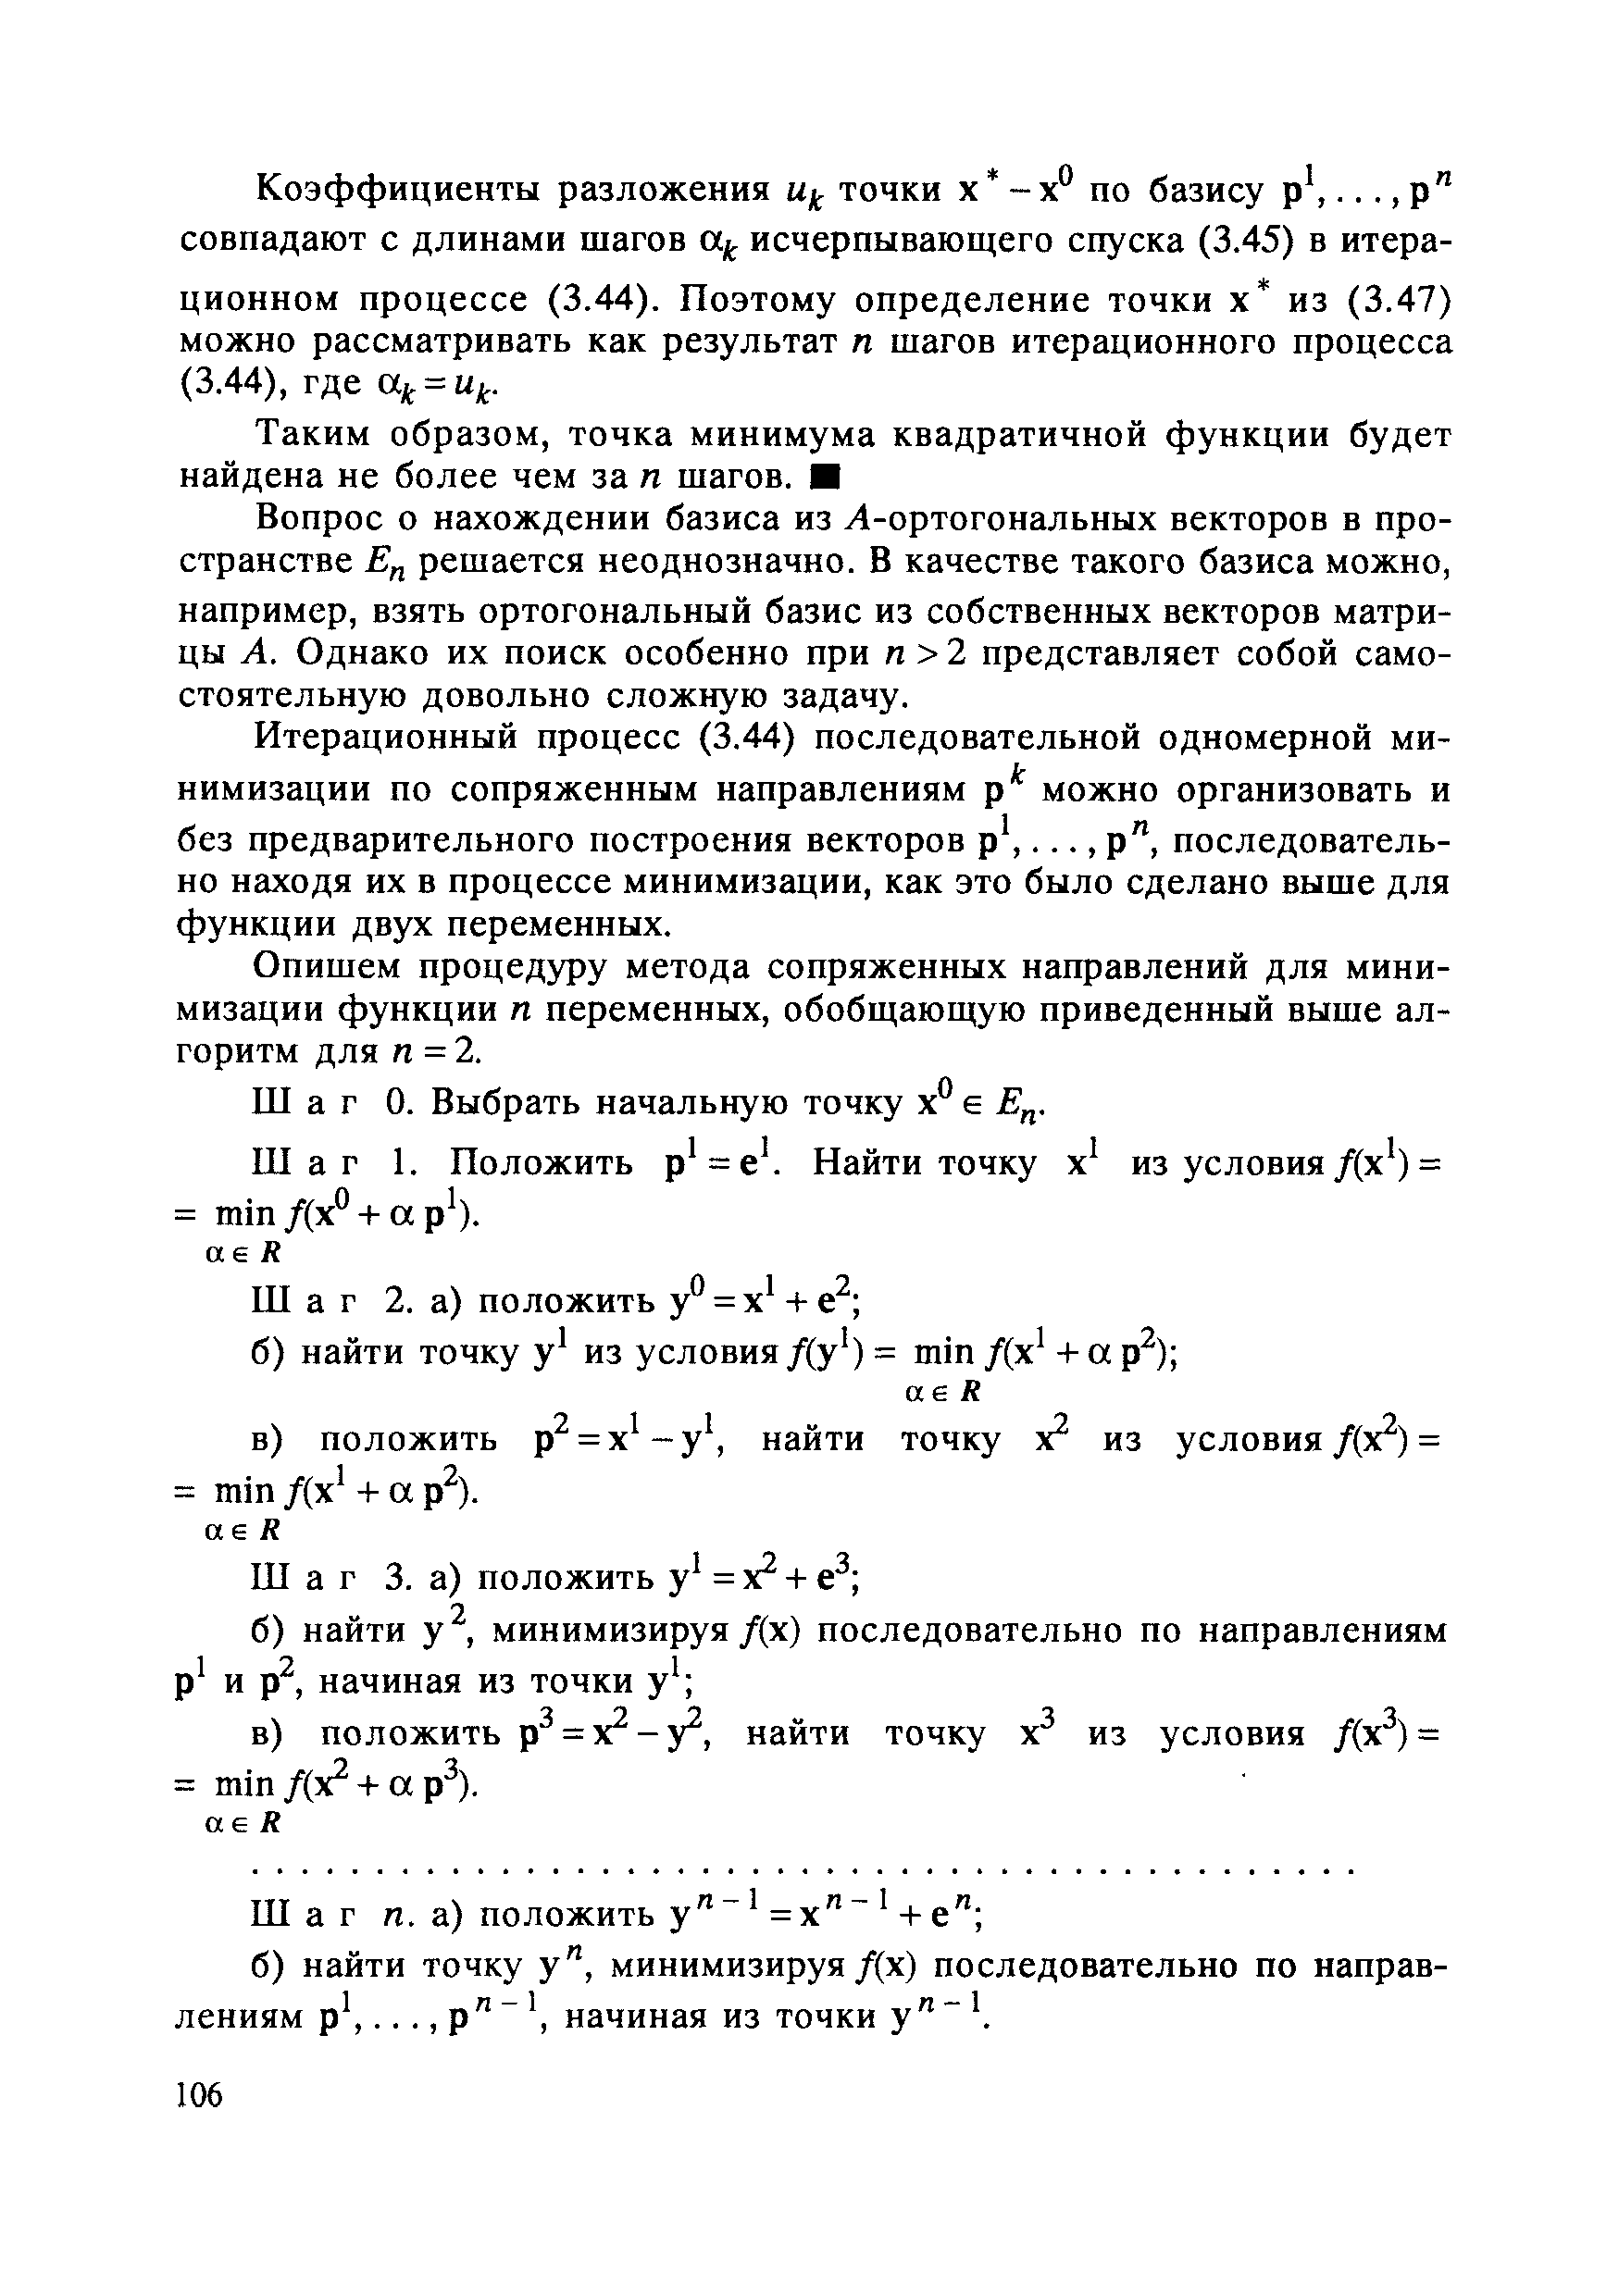 Коэффициенты разложения uₖ точки x* – x⁰ по базису p¹,...,pⁿ
совпадают с длинами шагов αₖ исчерпывающего спуска (3.45) в итера-
ционном процессе (3.44). Поэтому определение точки x* из (3.47)
можно рассматривать как результат n шагов итерационного процесса
(3.44), где αₖ = uₖ.
Таким образом, точка минимума квадратичной функции будет
найдена не более чем за n шагов. ■
Вопрос о нахождении базиса из A-ортогональных векторов в про-
странстве Eₙ решается неоднозначно. В качестве такого базиса можно,
например, взять ортогональный базис из собственных векторов матри-
цы A. Однако их поиск особенно при n > 2 представляет собой само-
стоятельную довольно сложную задачу.
Итерационный процесс (3.44) последовательной одномерной ми-
нимизации по сопряженным направлениям pᵏ можно организовать и
без предварительного построения векторов p¹,...,pⁿ, последователь-
но находя их в процессе минимизации, как это было сделано выше для
функции двух переменных.
Опишем процедуру метода сопряженных направлений для мини-
мизации функции n переменных, обобщающую приведенный выше ал-
горитм для n = 2.
Ш а г 0. Выбрать начальную точку x⁰ ∈ Eₙ.
Ш а г 1. Положить p¹ = e¹. Найти точку x¹ из условия f(x¹) =
= min f(x⁰ + α p¹).
α ∈ R
Ш а г 2. а) положить y⁰ = x¹ + e²;
б) найти точку y¹ из условия f(y¹) = min f(x¹ + α p²);
α ∈ R
в) положить p² = x¹ – y¹, найти точку x² из условия f(x²) =
= min f(x¹ + α p²).
α ∈ R
Ш а г 3. а) положить y¹ = x² + e³;
б) найти y², минимизируя f(x) последовательно по направлениям
p¹ и p², начиная из точки y¹;
в) положить p³ = x² – y², найти точку x³ из условия f(x³) =
= min f(x² + α p³).
α ∈ R
. . . . . . . . . . . . . . . . . . . . . . . . . . . . . . . . . . . . . . . . . . . . .
Ш а г n. а) положить yⁿ⁻¹ = xⁿ⁻¹ + eⁿ;
б) найти точку yⁿ, минимизируя f(x) последовательно по направ-
лениям p¹,...,pⁿ⁻¹, начиная из точки yⁿ⁻¹.
106